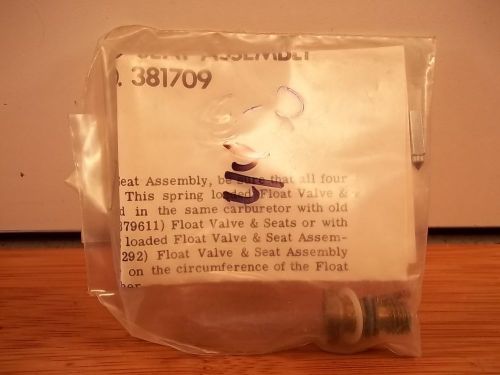 SEAT ASSEMBLY
. 381709
Seat Assembly, be sure that all four
This spring loaded Float Valve &
d in the same carburetor with old
379611) Float Valve & Seats or with
loaded Float Valve & Seat Assem-
292) Float Valve & Seat Assembly
on the circumference of the Float